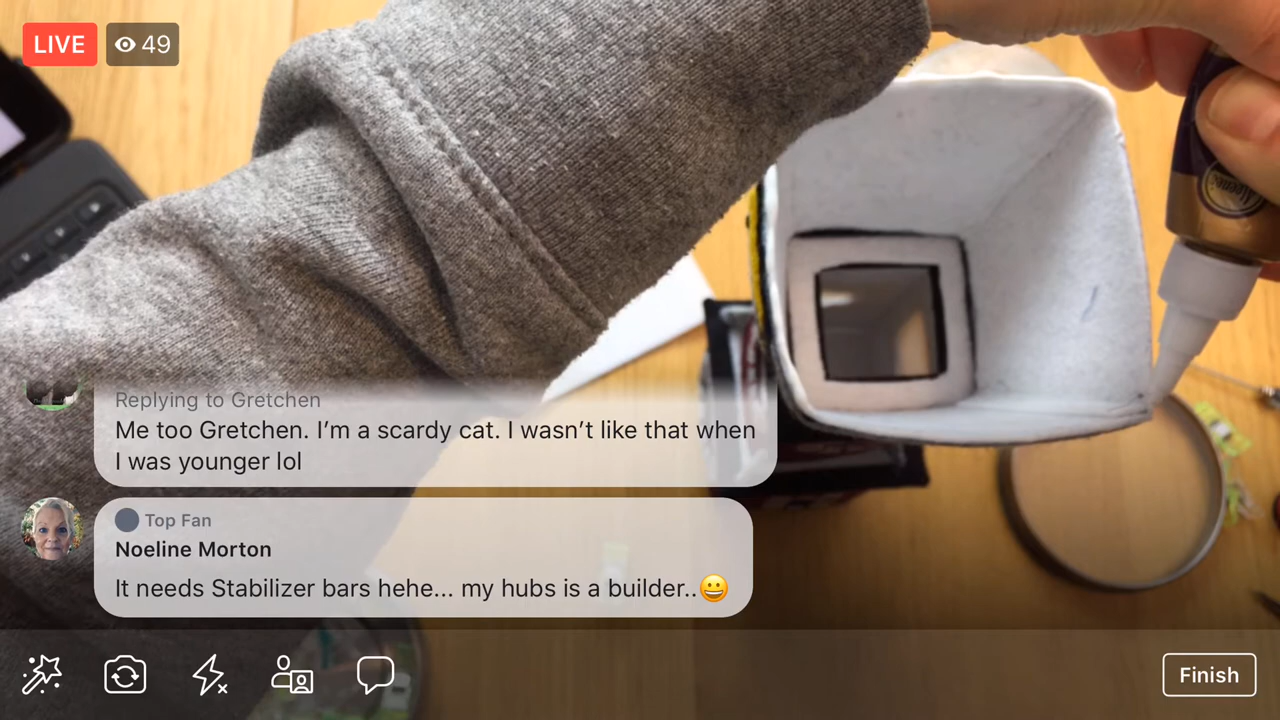 LIVE
49
Replying to Gretchen
Me too Gretchen. I’m a scardy cat. I wasn’t like that when
I was younger lol
Top Fan
Noeline Morton
It needs Stabilizer bars hehe... my hubs is a builder..😀
Aleene's
Finish